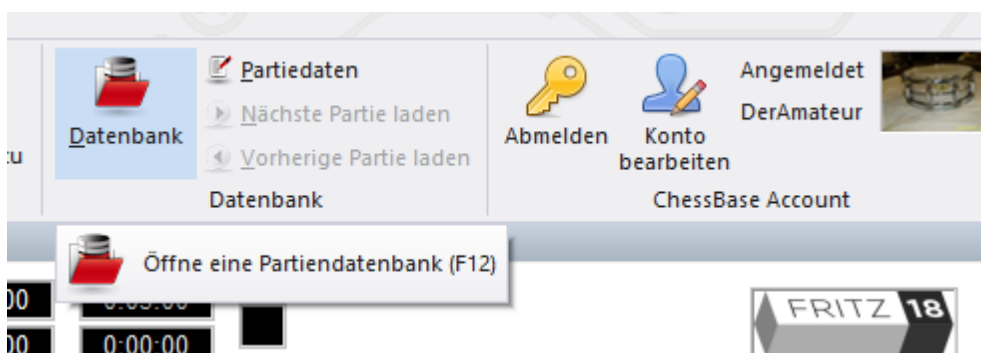 Partiedaten
Nächste Partie laden
Vorherige Partie laden
Datenbank
Datenbank
Abmelden
Konto
bearbeiten
Angemeldet
DerAmateur
ChessBase Account
Öffne eine Partiendatenbank (F12)
0:00:00
FRITZ 18